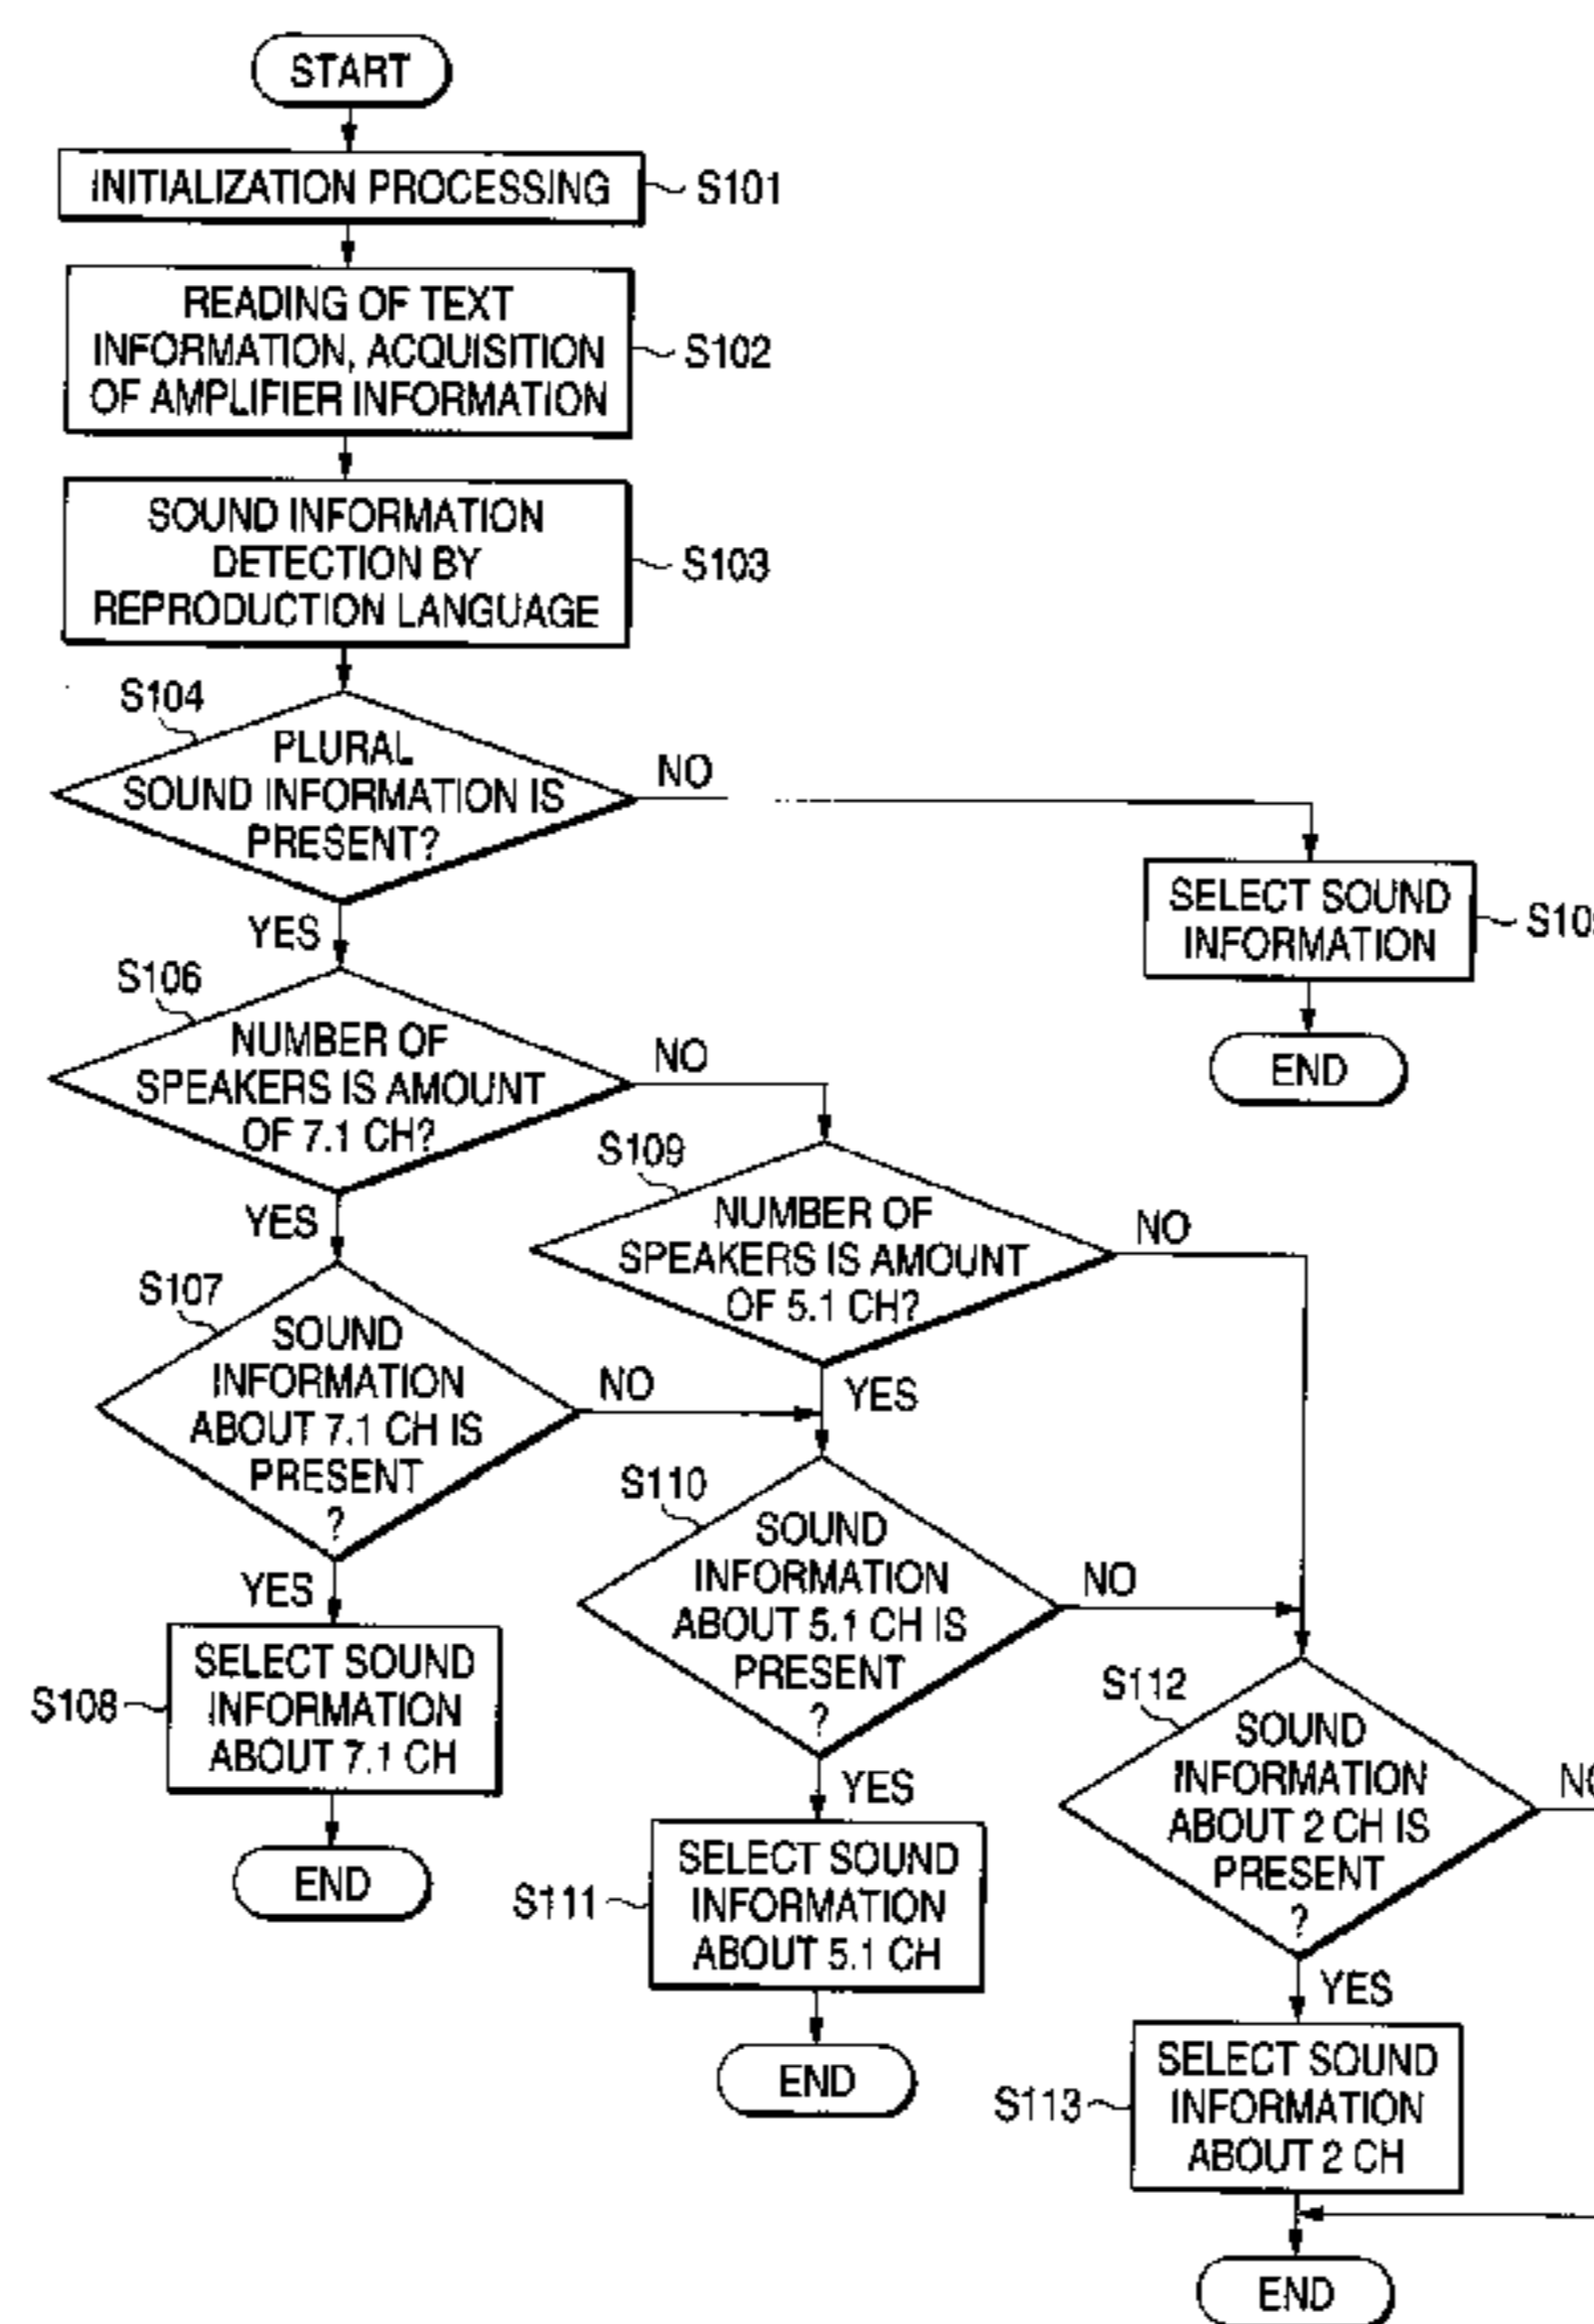 START
INITIALIZATION PROCESSING
S101
READING OF TEXT
INFORMATION, ACQUISITION
OF AMPLIFIER INFORMATION
S102
SOUND INFORMATION
DETECTION BY
REPRODUCTION LANGUAGE
S103
S104
PLURAL
SOUND INFORMATION IS
PRESENT?
NO
YES
SELECT SOUND
INFORMATION
END
S106
NUMBER OF
SPEAKERS IS AMOUNT
OF 7.1 CH?
NO
YES
S109
NUMBER OF
SPEAKERS IS AMOUNT
OF 5.1 CH?
NO
YES
S107
SOUND
INFORMATION
ABOUT 7.1 CH IS
PRESENT
?
NO
YES
S108
SELECT SOUND
INFORMATION
ABOUT 7.1 CH
END
S110
SOUND
INFORMATION
ABOUT 5.1 CH IS
PRESENT
?
NO
YES
S111
SELECT SOUND
INFORMATION
ABOUT 5.1 CH
END
S112
SOUND
INFORMATION
ABOUT 2 CH IS
PRESENT
?
NO
YES
S113
SELECT SOUND
INFORMATION
ABOUT 2 CH
END